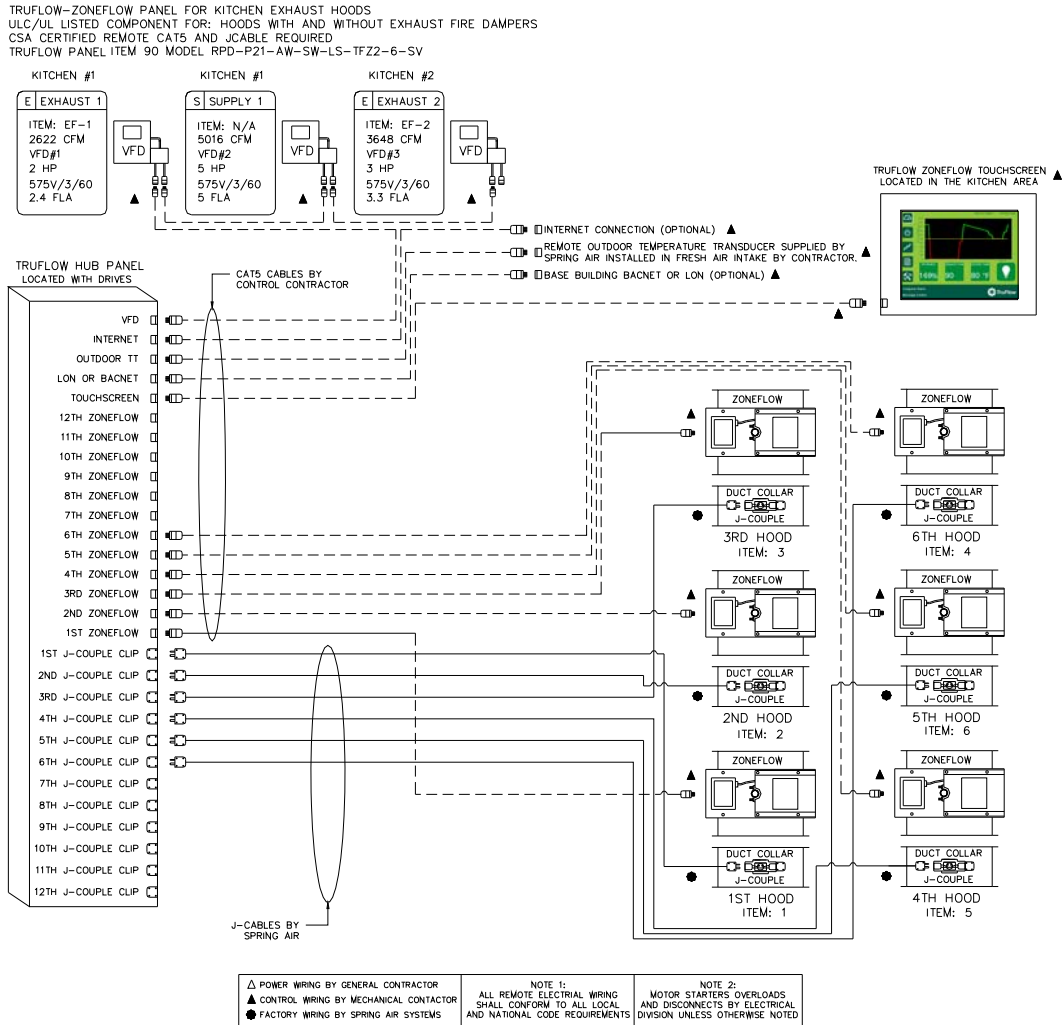 TRUFLOW-ZONEFLOW PANEL FOR KITCHEN EXHAUST HOODS
ULC/UL LISTED COMPONENT FOR: HOODS WITH AND WITHOUT EXHAUST FIRE DAMPERS
CSA CERTIFIED REMOTE CAT5 AND JCABLE REQUIRED
TRUFLOW PANEL ITEM 90 MODEL RPD-P21-AW-SW-LS-TFZ2-6-SV
KITCHEN #1
E EXHAUST 1
ITEM: EF-1
2622 CFM
VFD#1
2 HP
575V/3/60
2.4 FLA
VFD
KITCHEN #1
S SUPPLY 1
ITEM: N/A
5016 CFM
VFD#2
5 HP
575V/3/60
5 FLA
VFD
KITCHEN #2
E EXHAUST 2
ITEM: EF-2
3648 CFM
VFD#3
3 HP
575V/3/60
3.3 FLA
VFD
TRUFLOW ZONEFLOW TOUCHSCREEN
LOCATED IN THE KITCHEN AREA
TruFlow
INTERNET CONNECTION (OPTIONAL)
REMOTE OUTDOOR TEMPERATURE TRANSDUCER SUPPLIED BY
SPRING AIR INSTALLED IN FRESH AIR INTAKE BY CONTRACTOR.
BASE BUILDING BACNET OR LON (OPTIONAL)
TRUFLOW HUB PANEL
LOCATED WITH DRIVES
CAT5 CABLES BY
CONTROL CONTRACTOR
VFD
INTERNET
OUTDOOR TT
LON OR BACNET
TOUCHSCREEN
12TH ZONEFLOW
11TH ZONEFLOW
10TH ZONEFLOW
9TH ZONEFLOW
8TH ZONEFLOW
7TH ZONEFLOW
6TH ZONEFLOW
5TH ZONEFLOW
4TH ZONEFLOW
3RD ZONEFLOW
2ND ZONEFLOW
1ST ZONEFLOW
1ST J-COUPLE CLIP
2ND J-COUPLE CLIP
3RD J-COUPLE CLIP
4TH J-COUPLE CLIP
5TH J-COUPLE CLIP
6TH J-COUPLE CLIP
7TH J-COUPLE CLIP
8TH J-COUPLE CLIP
9TH J-COUPLE CLIP
10TH J-COUPLE CLIP
11TH J-COUPLE CLIP
12TH J-COUPLE CLIP
J-CABLES BY
SPRING AIR
ZONEFLOW
DUCT COLLAR
J-COUPLE
3RD HOOD
ITEM: 3
ZONEFLOW
DUCT COLLAR
J-COUPLE
6TH HOOD
ITEM: 4
ZONEFLOW
DUCT COLLAR
J-COUPLE
2ND HOOD
ITEM: 2
ZONEFLOW
DUCT COLLAR
J-COUPLE
5TH HOOD
ITEM: 6
ZONEFLOW
DUCT COLLAR
J-COUPLE
1ST HOOD
ITEM: 1
ZONEFLOW
DUCT COLLAR
J-COUPLE
4TH HOOD
ITEM: 5
POWER WIRING BY GENERAL CONTRACTOR
CONTROL WIRING BY MECHANICAL CONTACTOR
FACTORY WIRING BY SPRING AIR SYSTEMS
NOTE 1:
ALL REMOTE ELECTRIAL WIRING
SHALL CONFORM TO ALL LOCAL
AND NATIONAL CODE REQUIREMENTS
NOTE 2:
MOTOR STARTERS OVERLOADS
AND DISCONNECTS BY ELECTRICAL
DIVISION UNLESS OTHERWISE NOTED